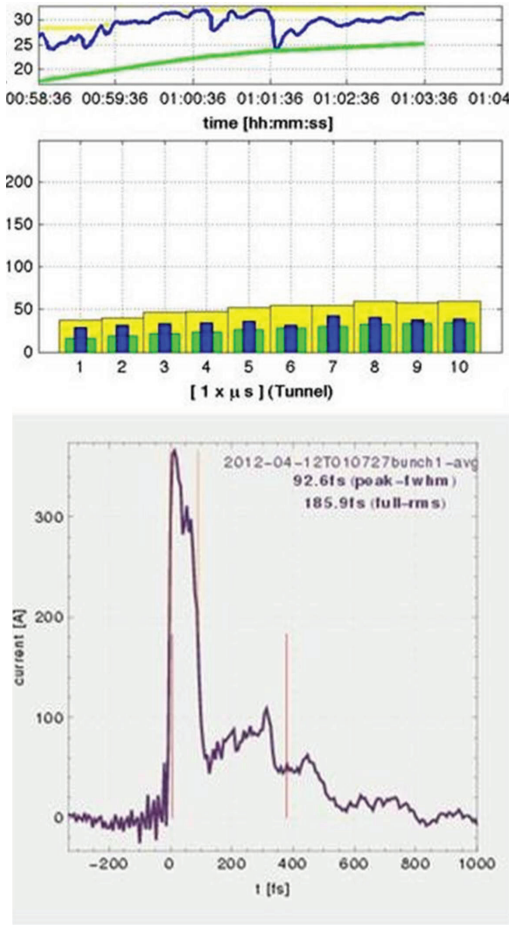 30
25
20
00:58:36 00:59:36 01:00:36 01:01:36 01:02:36 01:03:36 01:04
time [hh:mm:ss]
200
150
100
50
0
1 2 3 4 5 6 7 8 9 10
[ 1 x μ s ] (Tunnel)
2012-04-12T010727bunch1-avg
92.6fs (peak-fwhm)
185.9fs (full-rms)
300
200
100
0
current [A]
-200 0 200 400 600 800 1000
t [fs]